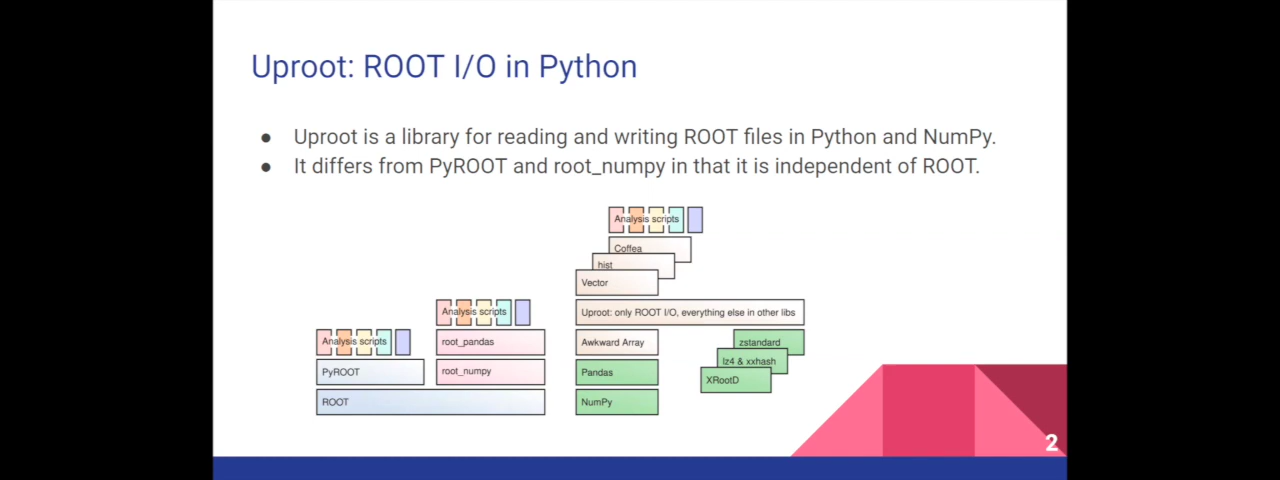 Uproot: ROOT I/O in Python
● Uproot is a library for reading and writing ROOT files in Python and NumPy.
● It differs from PyROOT and root_numpy in that it is independent of ROOT.
Analysis scripts
PyROOT
ROOT
Analysis scripts
root_pandas
root_numpy
Analysis scripts
Coffea
hist
Vector
Uproot: only ROOT I/O, everything else in other libs
Awkward Array
Pandas
NumPy
zstandard
lz4 & xxhash
XRootD
2